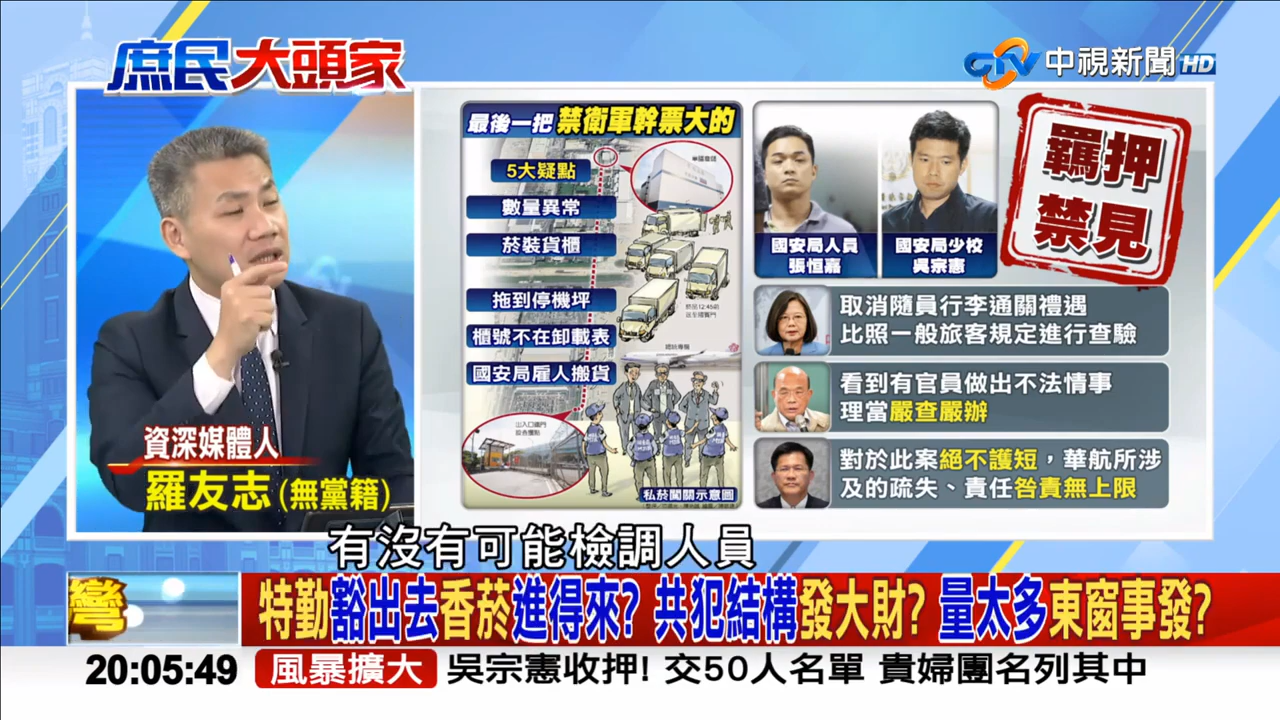 庶民大頭家
CTV 中視新聞HD
最後一把 禁衛軍幹票大的
5大疑點
數量異常
菸裝貨櫃
拖到停機坪
櫃號不在卸載表
國安局雇人搬貨
華膳廠
總統專機
私菸闖關示意圖
國安局人員
張恒嘉
國安局少校
吳宗憲
羈押
禁見
取消隨員行李通關禮遇
比照一般旅客規定進行查驗
看到有官員做出不法情事
理當嚴查嚴辦
對於此案絕不護短，華航所涉
及的疏失、責任咎責無上限
資深媒體人
羅友志(無黨籍)
有沒有可能檢調人員
特勤豁出去香菸進得來? 共犯結構發大財? 量太多東窗事發?
20:05:49 風暴擴大 吳宗憲收押! 交50人名單 貴婦團名列其中